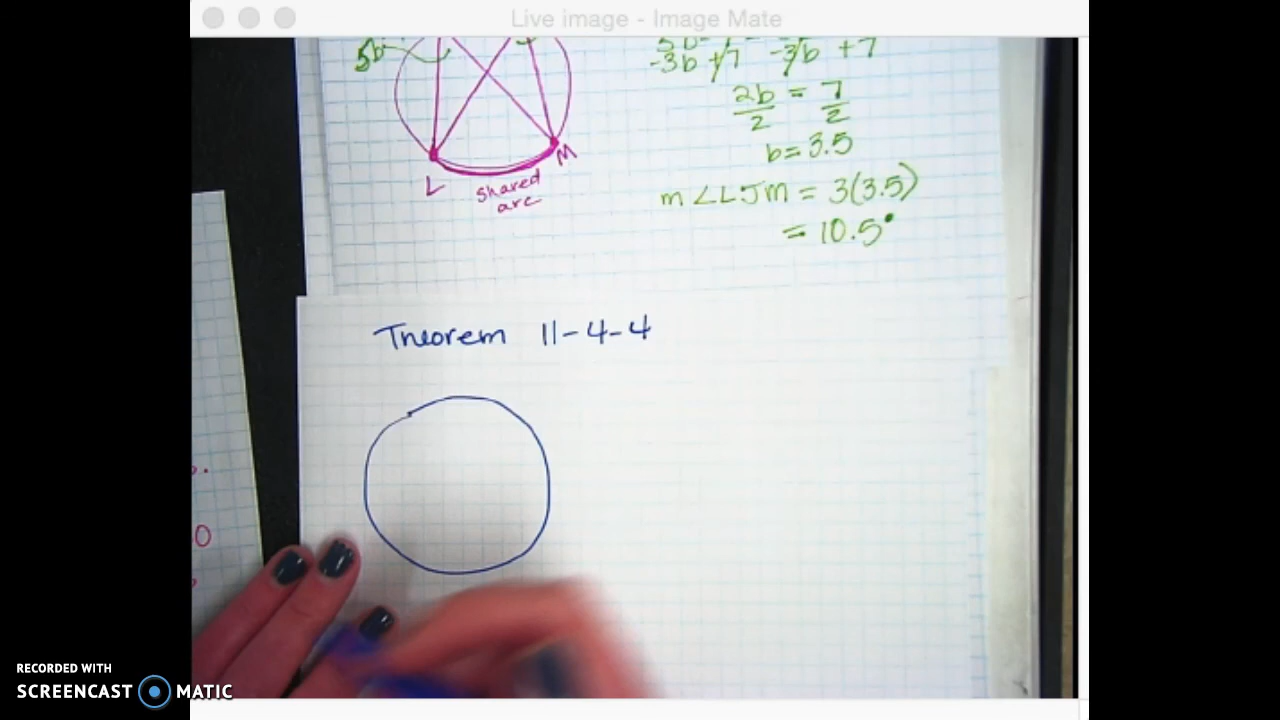 Live image - Image Mate
5b
-3b +7 -3b +7
2b = 7
2 2
b = 3.5
L
M
shared
arc
m∠LJM = 3(3.5)
= 10.5°
Theorem 11-4-4
0
RECORDED WITH
SCREENCAST MATIC